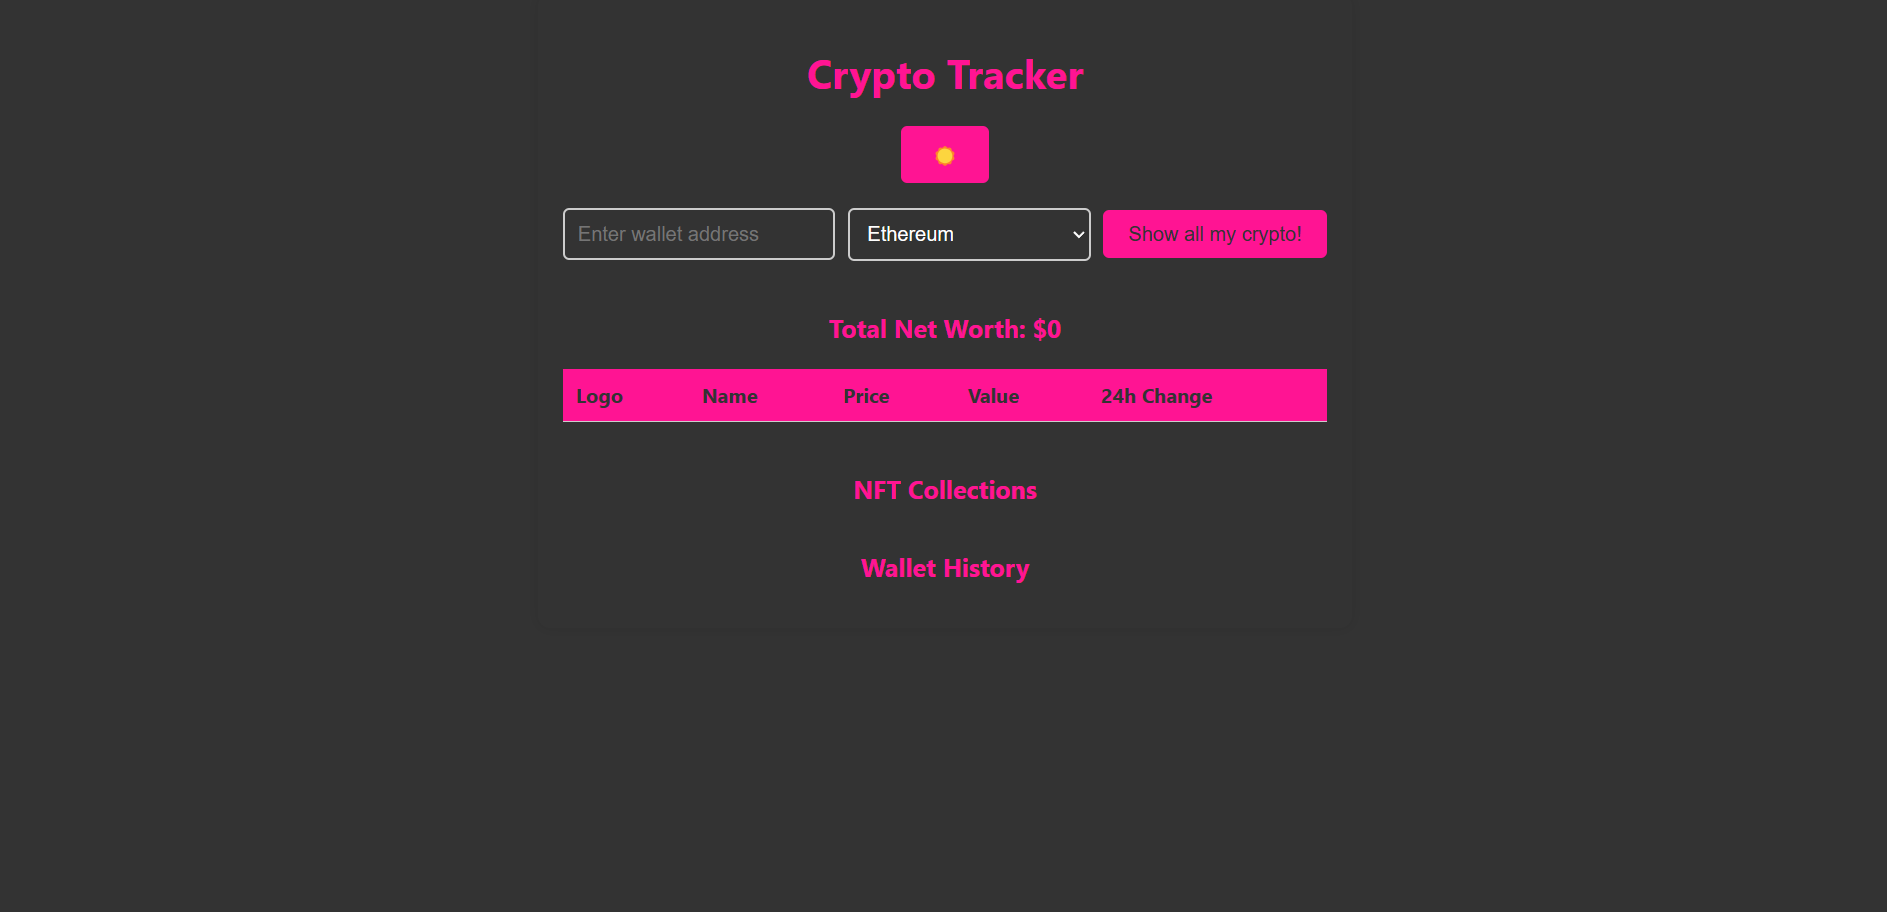 Crypto Tracker
Enter wallet address
Ethereum
Show all my crypto!
Total Net Worth: $0
Logo Name Price Value 24h Change
NFT Collections
Wallet History